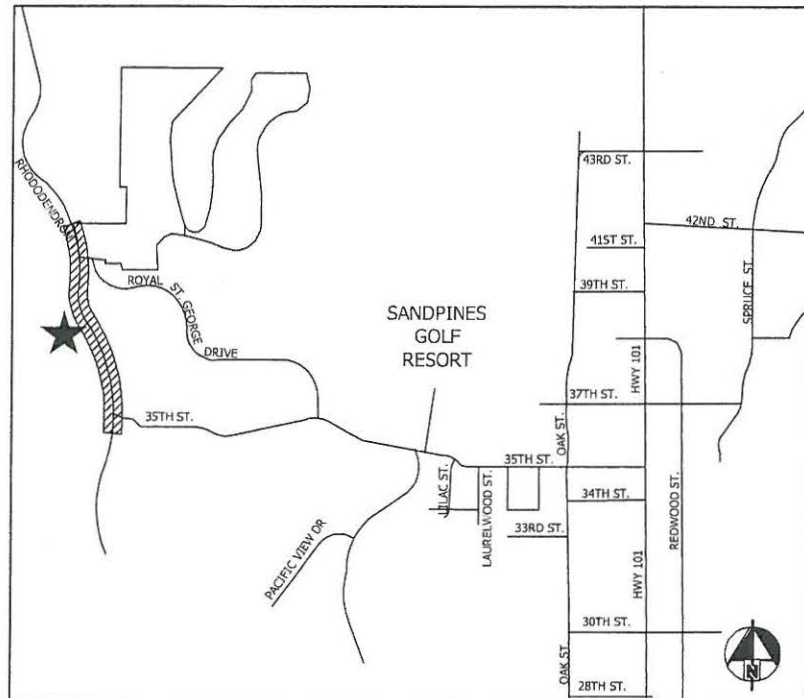 43RD ST.
RHODODENDRON
42ND ST.
41ST ST.
SPRUCE ST.
ROYAL ST. GEORGE DRIVE
39TH ST.
SANDPINES
GOLF
RESORT
HWY 101
37TH ST.
35TH ST.
OAK ST.
35TH ST.
LILAC ST.
LAURELWOOD ST.
34TH ST.
REDWOOD ST.
33RD ST.
PACIFIC VIEW DR
HWY 101
30TH ST.
OAK ST.
28TH ST.
N